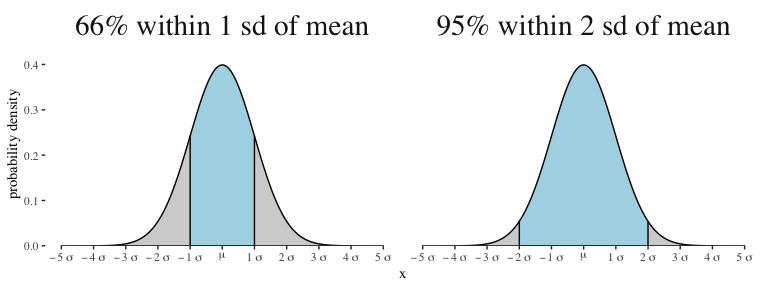 66% within 1 sd of mean
95% within 2 sd of mean
probability density
0.4
0.3
0.2
0.1
0.0
−5 σ −4 σ −3 σ −2 σ −1 σ μ 1 σ 2 σ 3 σ 4 σ 5 σ
−5 σ −4 σ −3 σ −2 σ −1 σ μ 1 σ 2 σ 3 σ 4 σ 5 σ
x